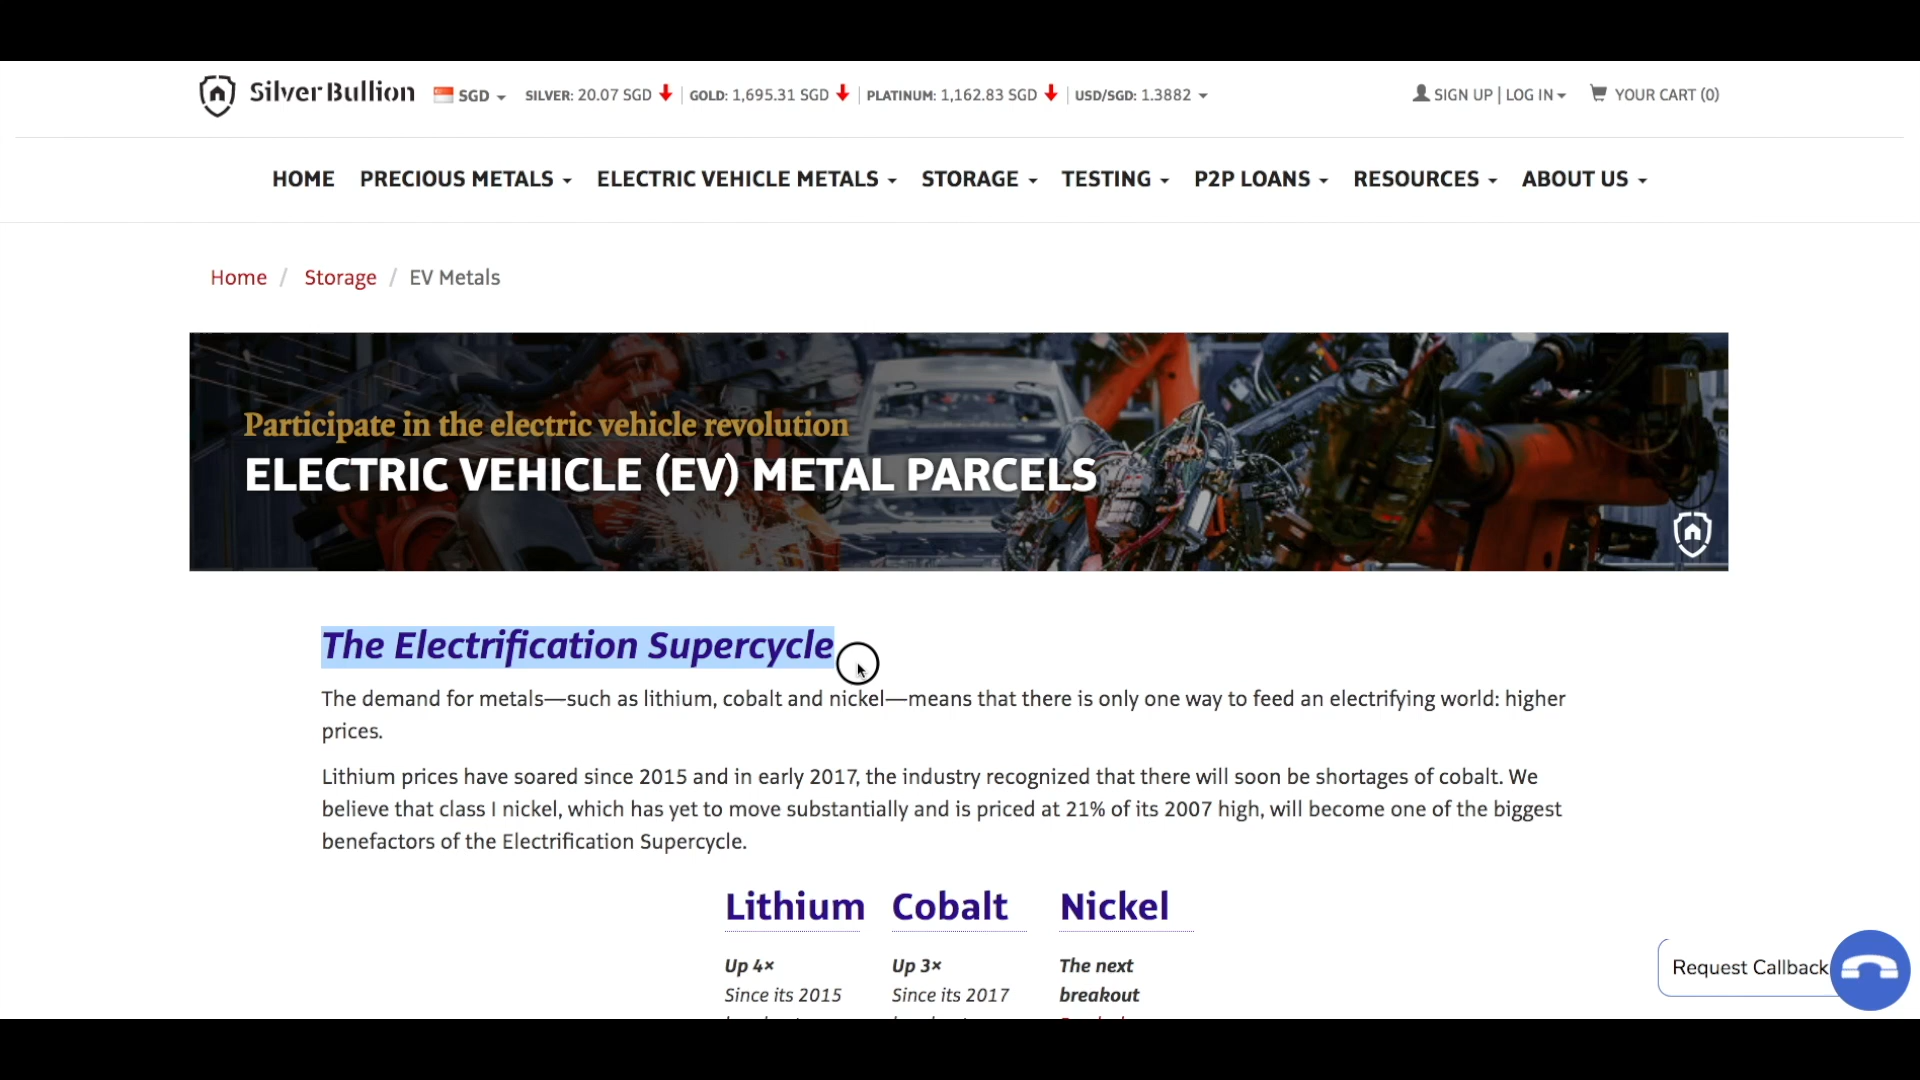 Silver Bullion SGD SILVER: 20.07 SGD GOLD: 1,695.31 SGD PLATINUM: 1,162.83 SGD USD/SGD: 1.3882 SIGN UP | LOG IN YOUR CART (0)
HOME PRECIOUS METALS ELECTRIC VEHICLE METALS STORAGE TESTING P2P LOANS RESOURCES ABOUT US
Home / Storage / EV Metals
Participate in the electric vehicle revolution
ELECTRIC VEHICLE (EV) METAL PARCELS
The Electrification Supercycle
The demand for metals—such as lithium, cobalt and nickel—means that there is only one way to feed an electrifying world: higher
prices.
Lithium prices have soared since 2015 and in early 2017, the industry recognized that there will soon be shortages of cobalt. We
believe that class I nickel, which has yet to move substantially and is priced at 21% of its 2007 high, will become one of the biggest
benefactors of the Electrification Supercycle.
Lithium Cobalt Nickel
Up 4× Up 3× The next
Since its 2015 Since its 2017 breakout
Request Callback